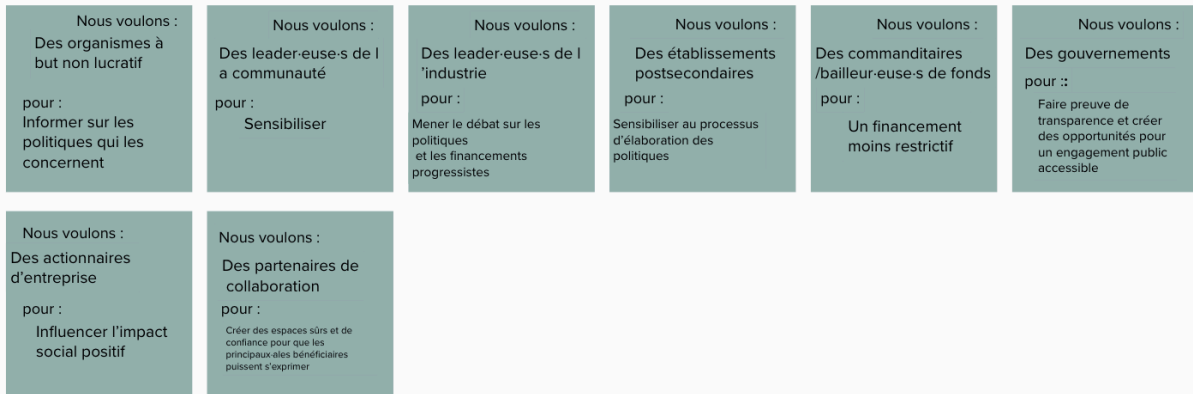 Nous voulons :
Des organismes à
but non lucratif
pour :
Informer sur les
politiques qui les
concernent
Nous voulons :
Des leader·euse·s de l
a communauté
pour :
Sensibiliser
Nous voulons :
Des leader·euse·s de l
’industrie
pour :
Mener le débat sur les
politiques
et les financements
progressistes
Nous voulons :
Des établissements
postsecondaires
pour :
Sensibiliser au processus
d’élaboration des
politiques
Nous voulons :
Des commanditaires
/bailleur·euse·s de fonds
pour :
Un financement
moins restrictif
Nous voulons :
Des gouvernements
pour ::
Faire preuve de
transparence et créer
des opportunités pour
un engagement public
accessible
Nous voulons :
Des actionnaires
d’entreprise
pour :
Influencer l’impact
social positif
Nous voulons :
Des partenaires de
collaboration
pour :
Créer des espaces sûrs et de
confiance pour que les
principaux·ales bénéficiaires
puissent s’exprimer